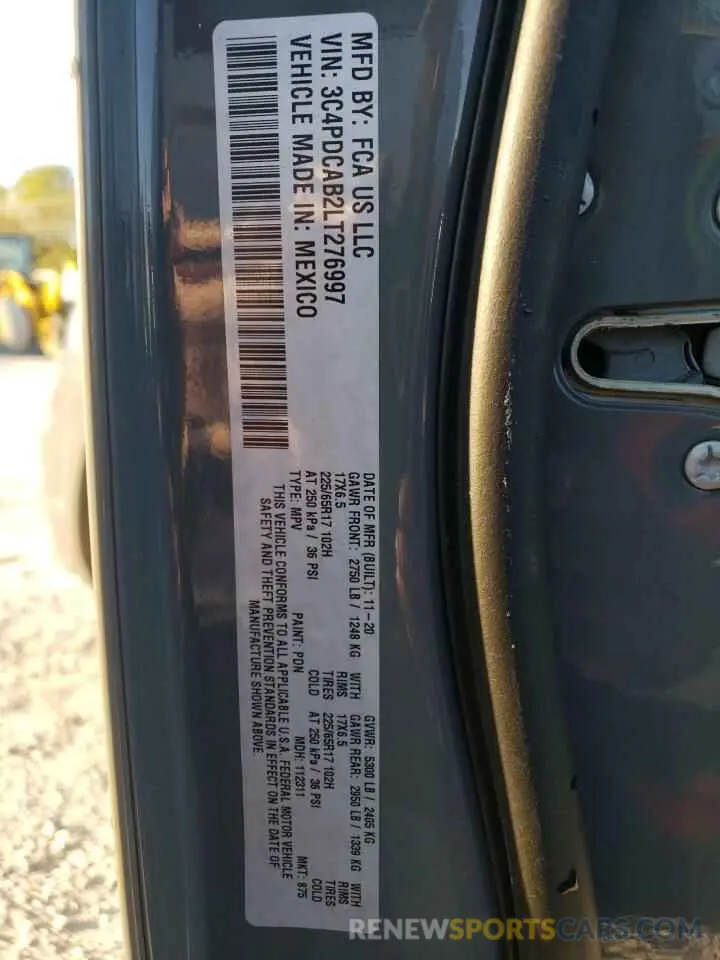 MFD BY: FCA US LLC
VIN: 3C4PDCAB2LT276997
VEHICLE MADE IN: MEXICO
DATE OF MFR (BUILT): 11-20 GVWR: 5300 LB / 2405 KG
GAWR FRONT: 2750 LB / 1248 KG WITH GAWR REAR: 2950 LB / 1339 KG WITH
17X6.5 RIMS 17X6.5 RIMS
225/65R17 102H TIRES 225/65R17 102H TIRES
AT 250 kPa / 36 PSI COLD AT 250 kPa / 36 PSI COLD
TYPE: MPV PAINT: PDN MDH: 112311 MKT: 875
THIS VEHICLE CONFORMS TO ALL APPLICABLE U.S.A. FEDERAL MOTOR VEHICLE
SAFETY AND THEFT PREVENTION STANDARDS IN EFFECT ON THE DATE OF
MANUFACTURE SHOWN ABOVE.
RENEWSPORTSCARS.COM